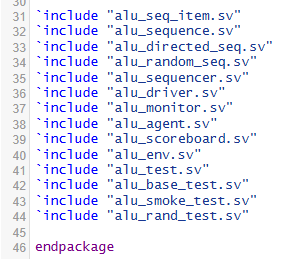 30
31 `include "alu_seq_item.sv"
32 `include "alu_sequence.sv"
33 `include "alu_directed_seq.sv"
34 `include "alu_random_seq.sv"
35 `include "alu_sequencer.sv"
36 `include "alu_driver.sv"
37 `include "alu_monitor.sv"
38 `include "alu_agent.sv"
39 `include "alu_scoreboard.sv"
40 `include "alu_env.sv"
41 `include "alu_test.sv"
42 `include "alu_base_test.sv"
43 `include "alu_smoke_test.sv"
44 `include "alu_rand_test.sv"
45
46 endpackage